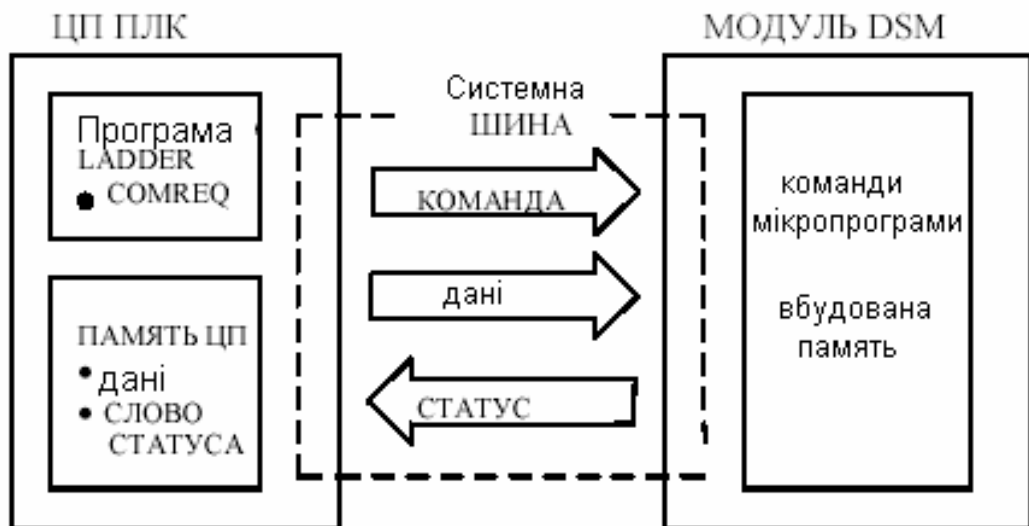 ЦП ПЛК
МОДУЛЬ DSM
Програма
LADDER
● COMREQ
ПАМЯТЬ ЦП
• дані
• СЛОВО
СТАТУСА
Системна
ШИНА
КОМАНДА
дані
СТАТУС
команди
мікропрограми
вбудована
память